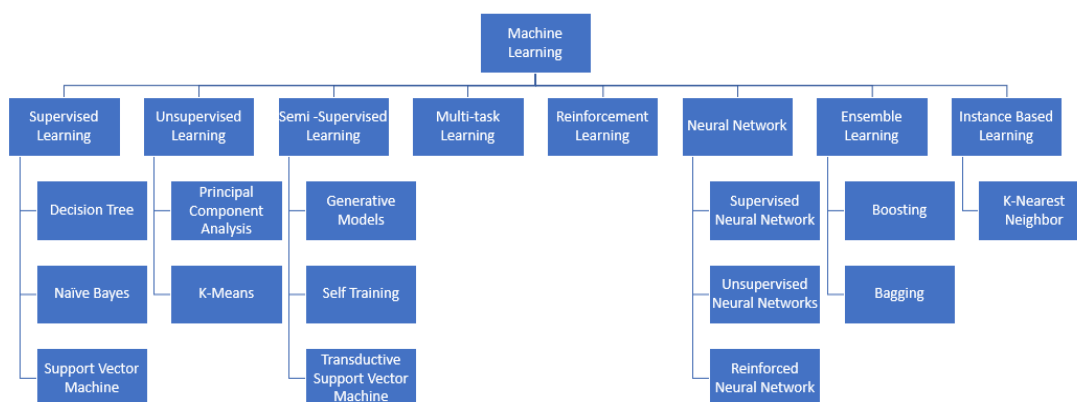 Machine
Learning
Supervised
Learning
Unsupervised
Learning
Semi -Supervised
Learning
Multi-task
Learning
Reinforcement
Learning
Neural Network
Ensemble
Learning
Instance Based
Learning
Decision Tree
Naïve Bayes
Support Vector
Machine
Principal
Component
Analysis
K-Means
Generative
Models
Self Training
Transductive
Support Vector
Machine
Supervised
Neural Network
Unsupervised
Neural Networks
Reinforced
Neural Network
Boosting
Bagging
K-Nearest
Neighbor